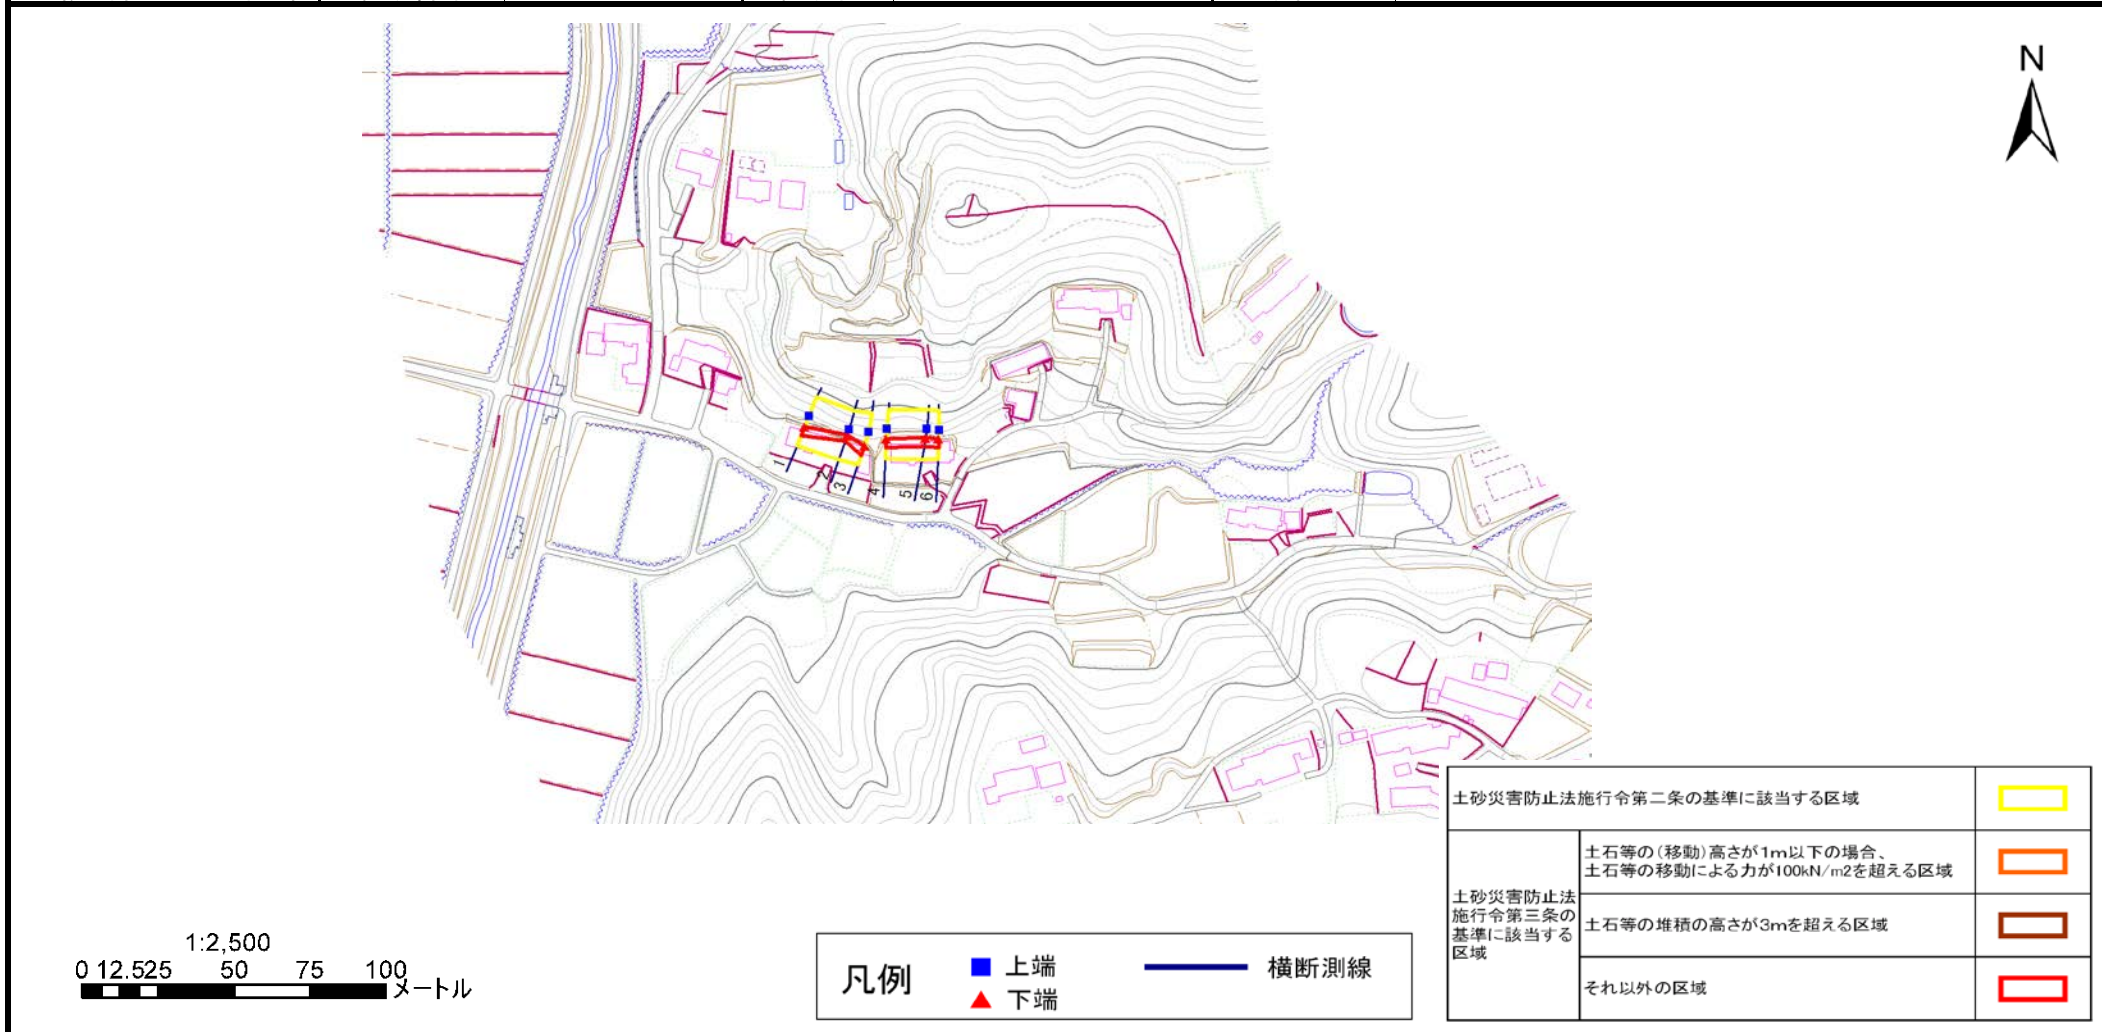 N
1
2
3
4
5
6
1:2,500
0 12.525 50 75 100
メートル
凡例
上端
下端
横断測線
土砂災害防止法施行令第二条の基準に該当する区域
土砂災害防止法
施行令第三条の
基準に該当する
区域
土石等の(移動)高さが1m以下の場合、
土石等の移動による力が100kN/m2を超える区域
土石等の堆積の高さが3mを超える区域
それ以外の区域